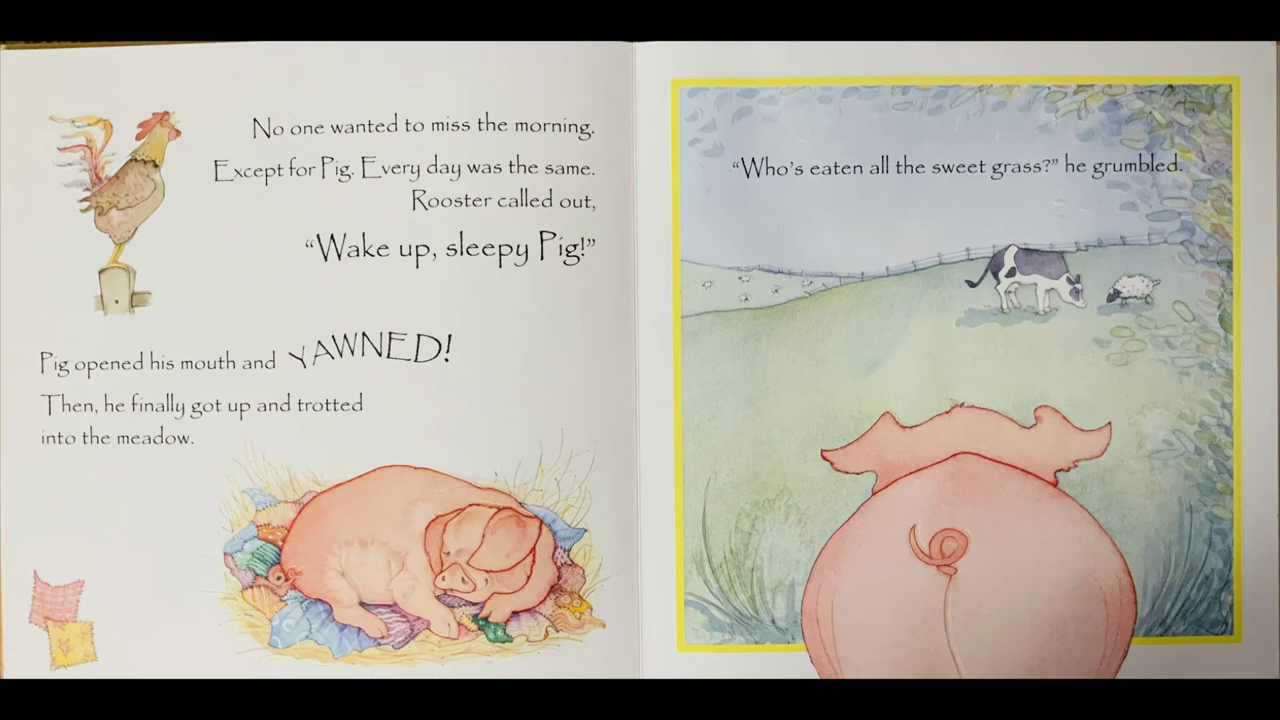 No one wanted to miss the morning.
Except for Pig. Every day was the same.
Rooster called out,
“Wake up, sleepy Pig!”
Pig opened his mouth and YAWNED!
Then, he finally got up and trotted
into the meadow.
“Who’s eaten all the sweet grass?” he grumbled.